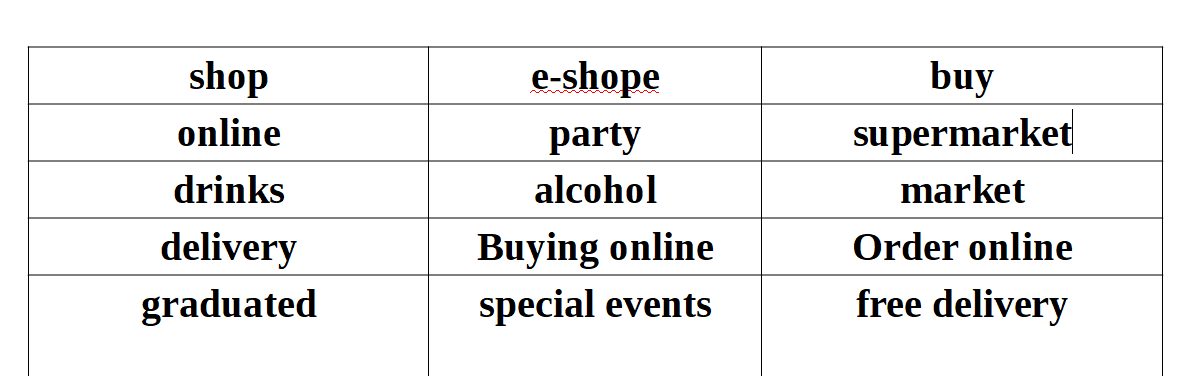 shop e-shope buy
online party supermarket
drinks alcohol market
delivery Buying online Order online
graduated special events free delivery